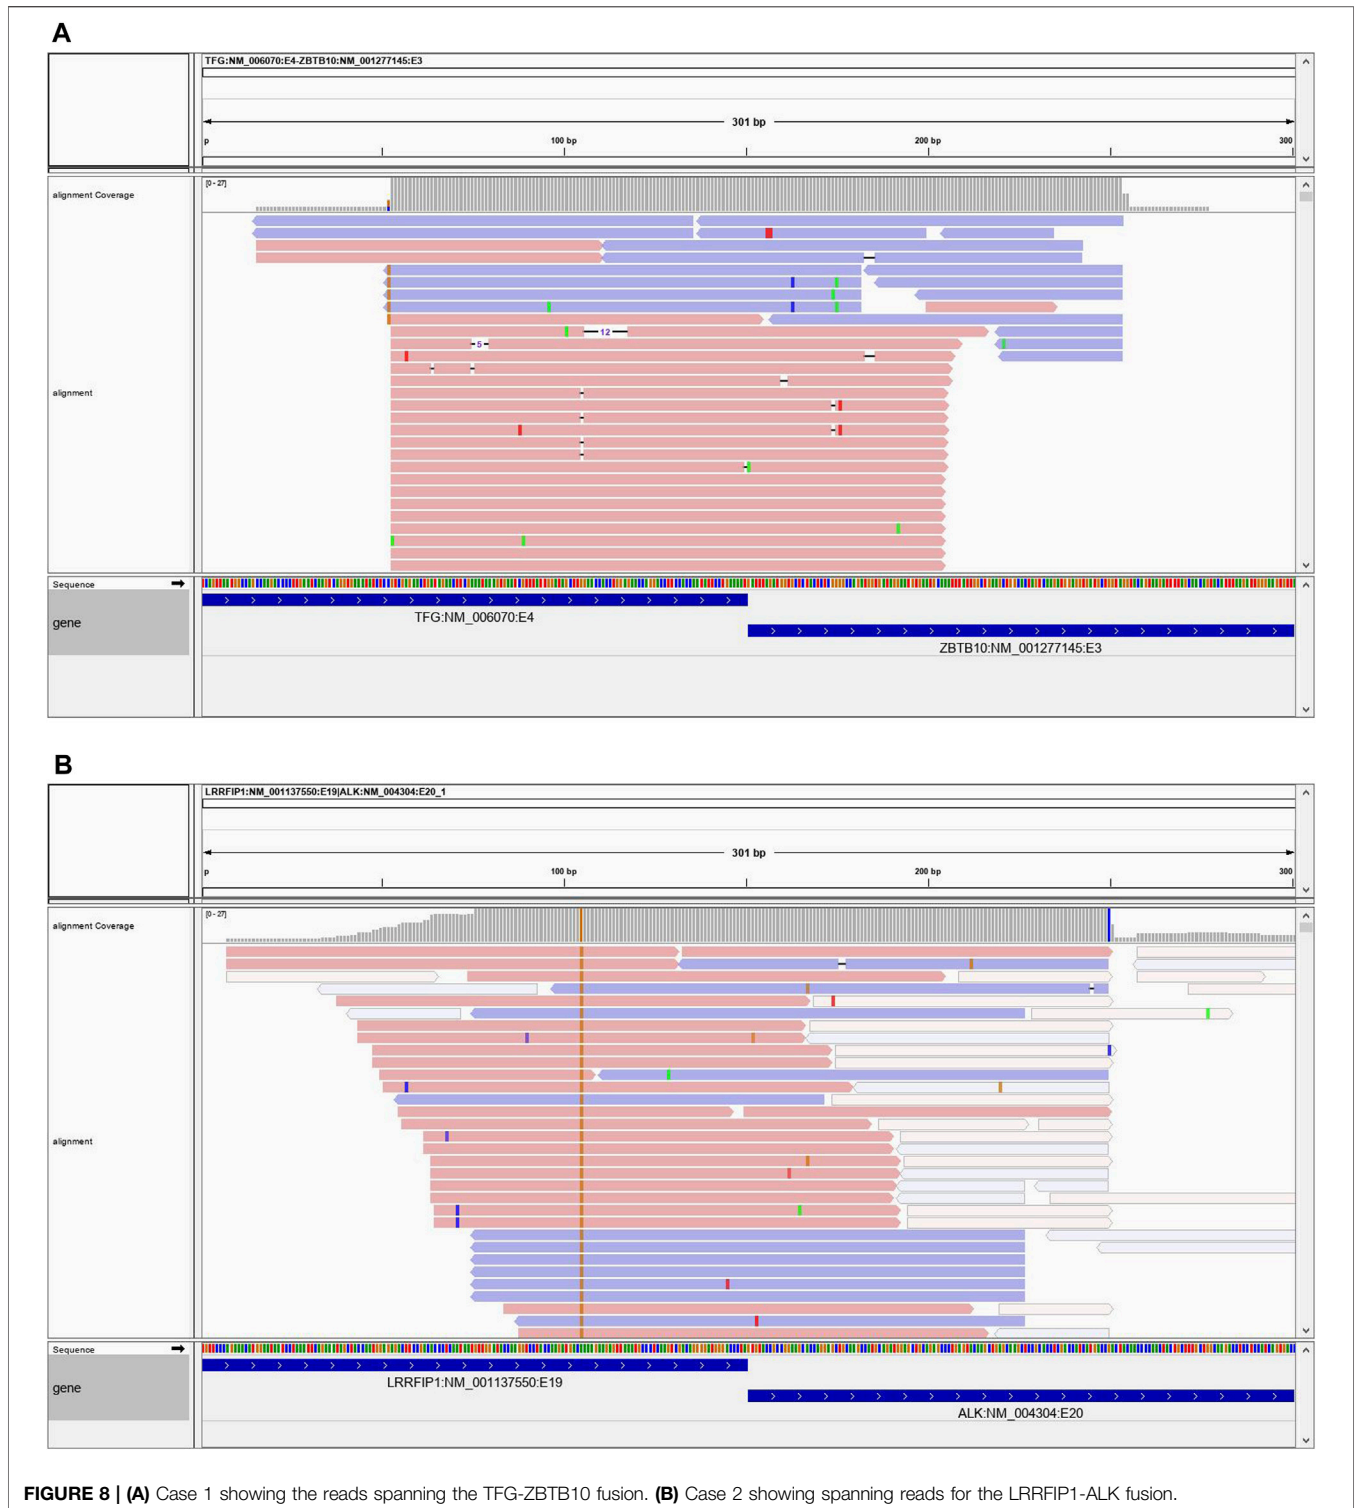 A
TFG:NM_006070:E4-ZBTB10:NM_001277145:E3
301 bp
p 100 bp 200 bp 300
alignment Coverage [0 - 27]
12
5
alignment
Sequence
gene
TFG:NM_006070:E4
ZBTB10:NM_001277145:E3
B
LRRFIP1:NM_001137550:E19|ALK:NM_004304:E20_1
301 bp
p 100 bp 200 bp 300
alignment Coverage [0 - 27]
alignment
Sequence
gene
LRRFIP1:NM_001137550:E19
ALK:NM_004304:E20
FIGURE 8 | (A) Case 1 showing the reads spanning the TFG-ZBTB10 fusion. (B) Case 2 showing spanning reads for the LRRFIP1-ALK fusion.